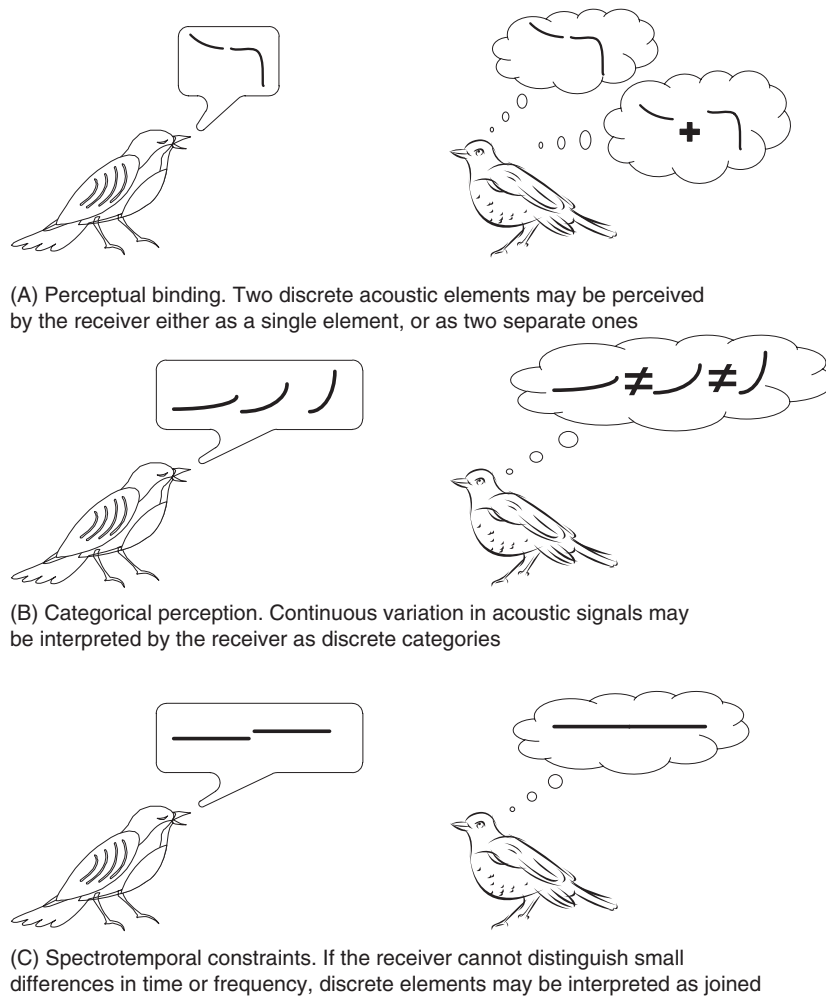 (A) Perceptual binding. Two discrete acoustic elements may be perceived
by the receiver either as a single element, or as two separate ones
(B) Categorical perception. Continuous variation in acoustic signals may
be interpreted by the receiver as discrete categories
(C) Spectrotemporal constraints. If the receiver cannot distinguish small
differences in time or frequency, discrete elements may be interpreted as joined